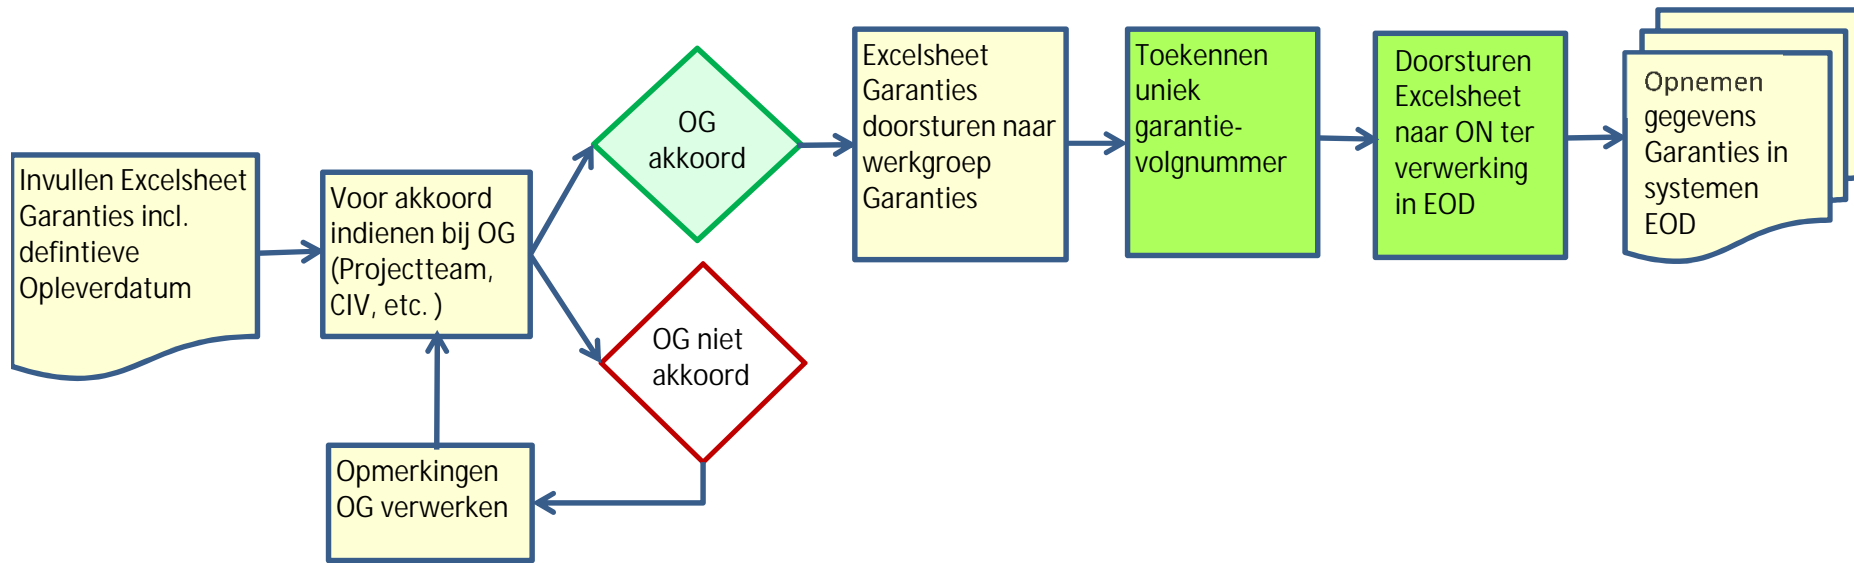 Invullen Excelsheet
Garanties incl.
defintieve
Opleverdatum
Voor akkoord
indienen bij OG
(Projectteam,
CIV, etc. )
OG
akkoord
OG niet
akkoord
Opmerkingen
OG verwerken
Excelsheet
Garanties
doorsturen naar
werkgroep
Garanties
Toekennen
uniek
garantie-
volgnummer
Doorsturen
Excelsheet
naar ON ter
verwerking
in EOD
Opnemen
gegevens
Garanties in
systemen
EOD